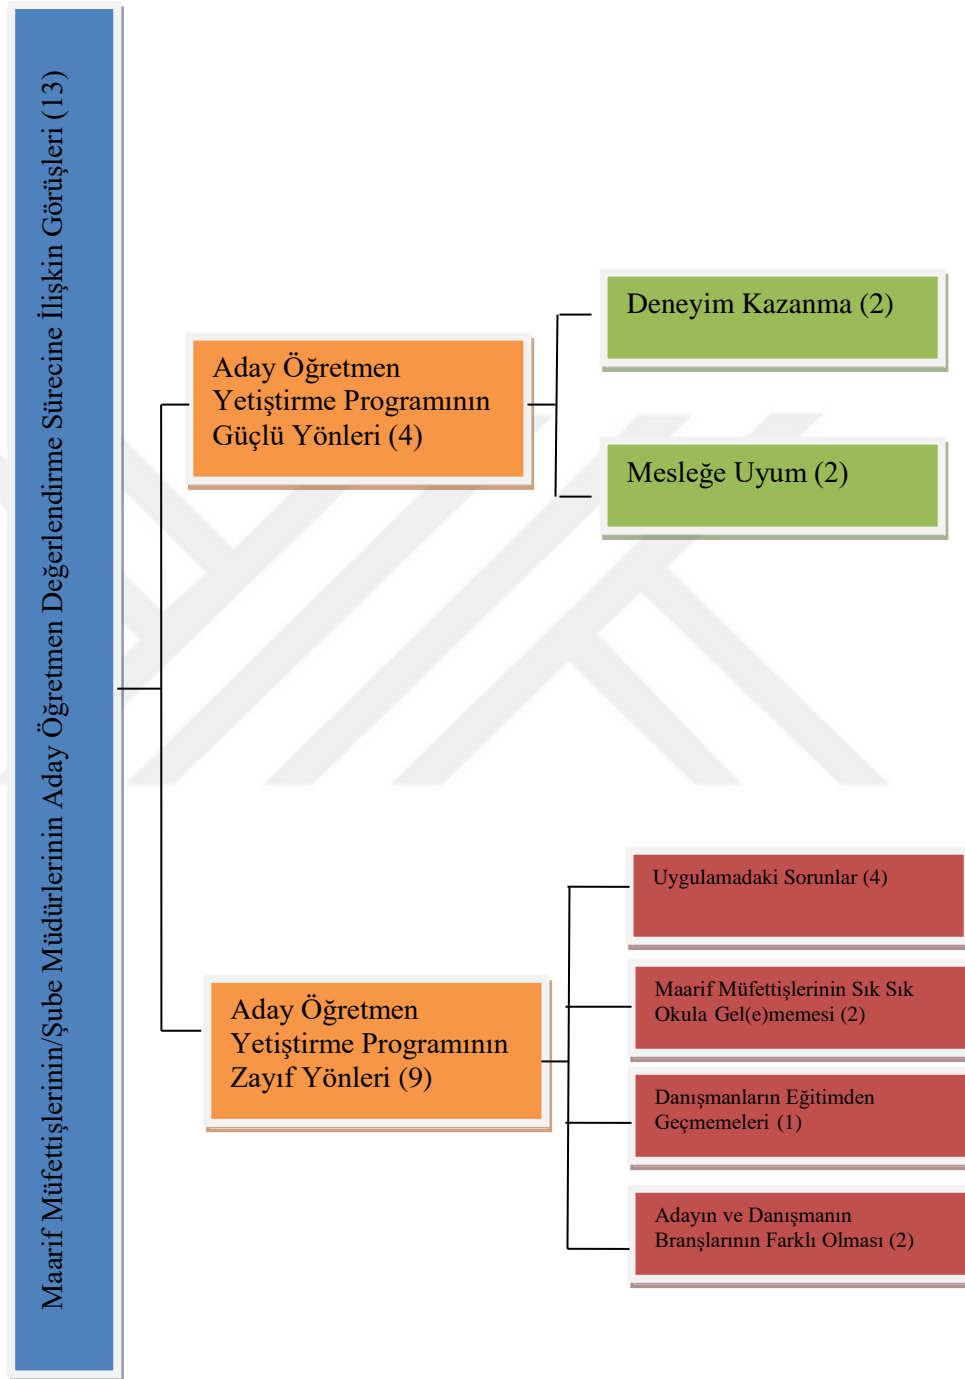 Maarif Müfettişlerinin/Şube Müdürlerinin Aday Öğretmen Değerlendirme Sürecine İlişkin Görüşleri (13)
Aday Öğretmen
Yetiştirme Programının
Güçlü Yönleri (4)
Deneyim Kazanma (2)
Mesleğe Uyum (2)
Aday Öğretmen
Yetiştirme Programının
Zayıf Yönleri (9)
Uygulamadaki Sorunlar (4)
Maarif Müfettişlerinin Sık Sık
Okula Gel(e)memesi (2)
Danışmanların Eğitimden
Geçmemeleri (1)
Adayın ve Danışmanın
Branşlarının Farklı Olması (2)